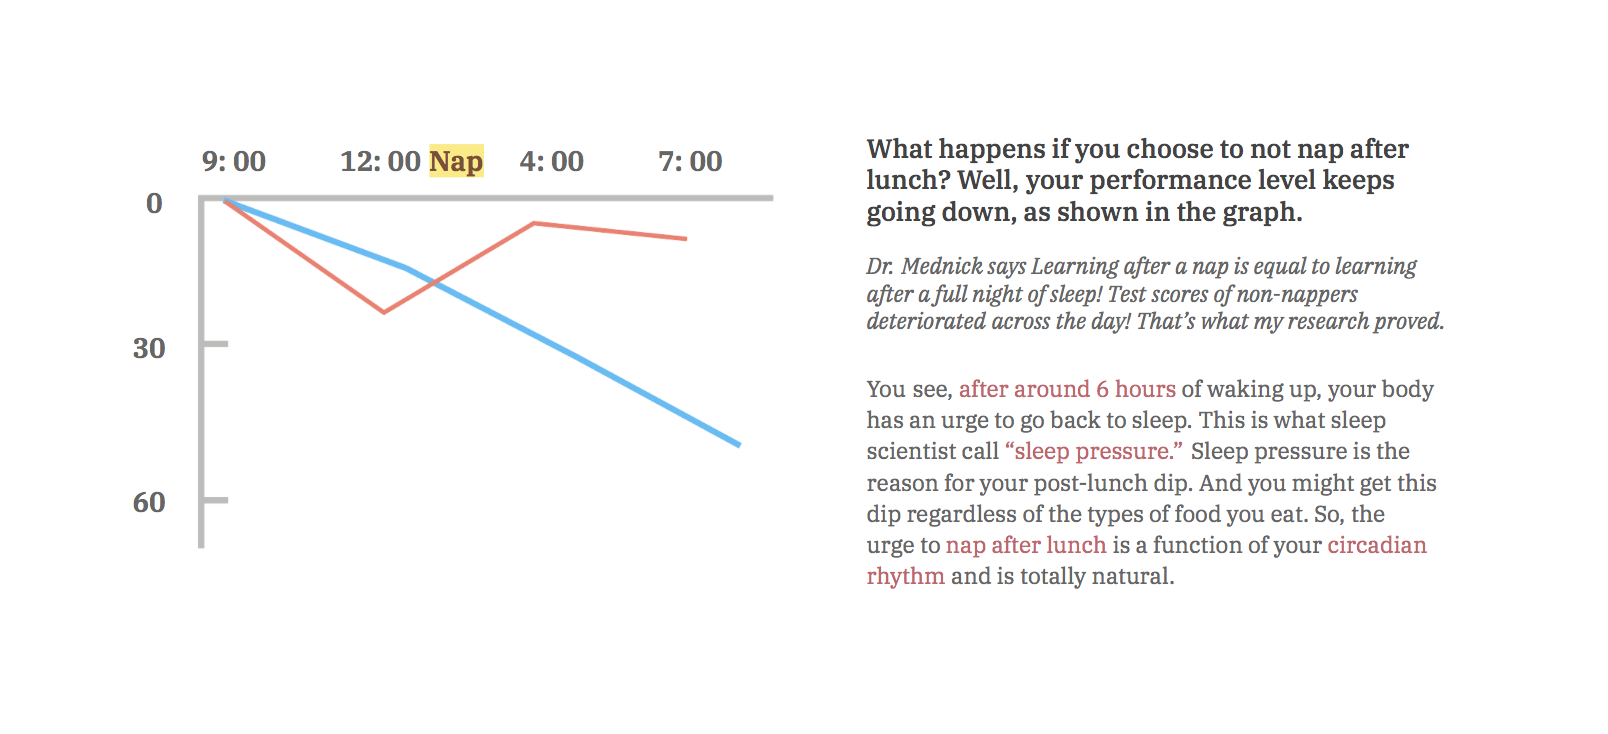 9: 00 12: 00 Nap 4: 00 7: 00
0
30
60
What happens if you choose to not nap after
lunch? Well, your performance level keeps
going down, as shown in the graph.
Dr. Mednick says Learning after a nap is equal to learning
after a full night of sleep! Test scores of non-nappers
deteriorated across the day! That’s what my research proved.
You see, after around 6 hours of waking up, your body
has an urge to go back to sleep. This is what sleep
scientist call “sleep pressure.” Sleep pressure is the
reason for your post-lunch dip. And you might get this
dip regardless of the types of food you eat. So, the
urge to nap after lunch is a function of your circadian
rhythm and is totally natural.